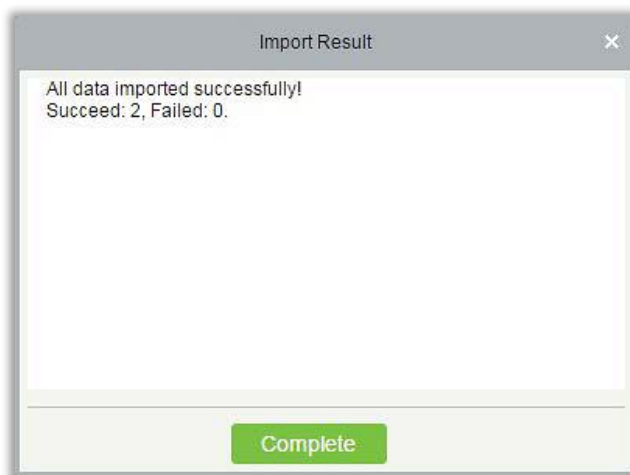 Import Result
All data imported successfully!
Succeed: 2, Failed: 0.
Complete